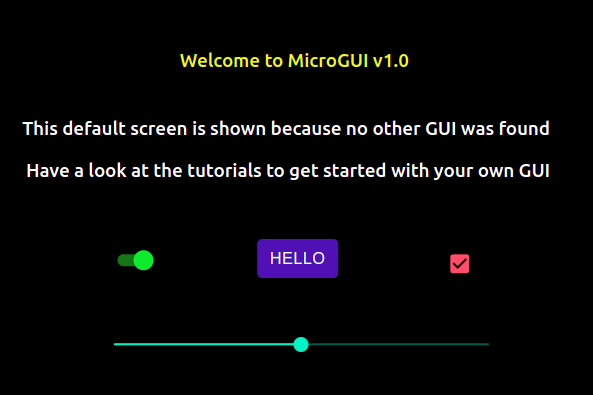 Welcome to MicroGUI v1.0
This default screen is shown because no other GUI was found
Have a look at the tutorials to get started with your own GUI
HELLO